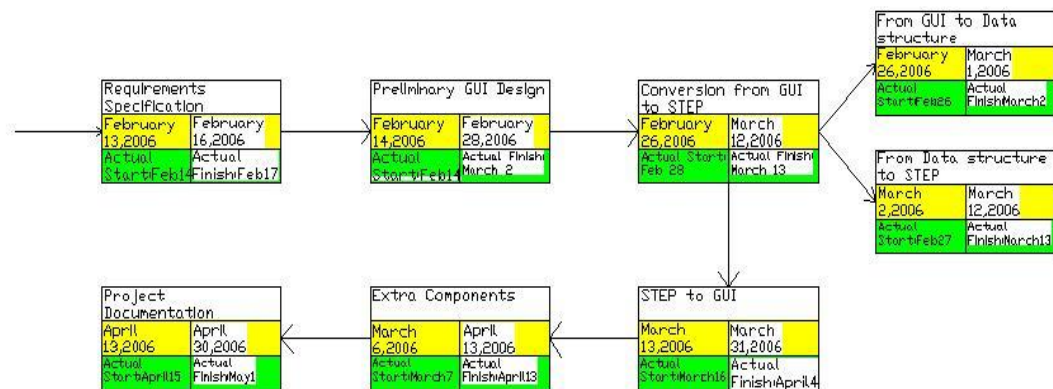 From GUI to Data
structure
February
26,2006
March
1,2006
Actual
Start:Feb26
Actual
Finish:March2
Requirements
Specification
February
13,2006
February
16,2006
Actual
Start:Feb14
Actual
Finish:Feb17
Preliminary GUI Design
February
14,2006
February
28,2006
Actual
Start:Feb14
Actual Finish:
March 2
Conversion from GUI
to STEP
February
26,2006
March
12,2006
Actual Start:
Feb 28
Actual Finish:
March 13
From Data structure
to STEP
March
2,2006
March
12,2006
Actual
Start:Feb27
Actual
Finish:March13
Project
Documentation
April
13,2006
April
30,2006
Actual
Start:April15
Actual
Finish:May1
Extra Components
March
6,2006
April
13,2006
Actual
Start:March7
Actual
Finish:April13
STEP to GUI
March
13,2006
March
31,2006
Actual
Start:March16
Actual
Finish:April4